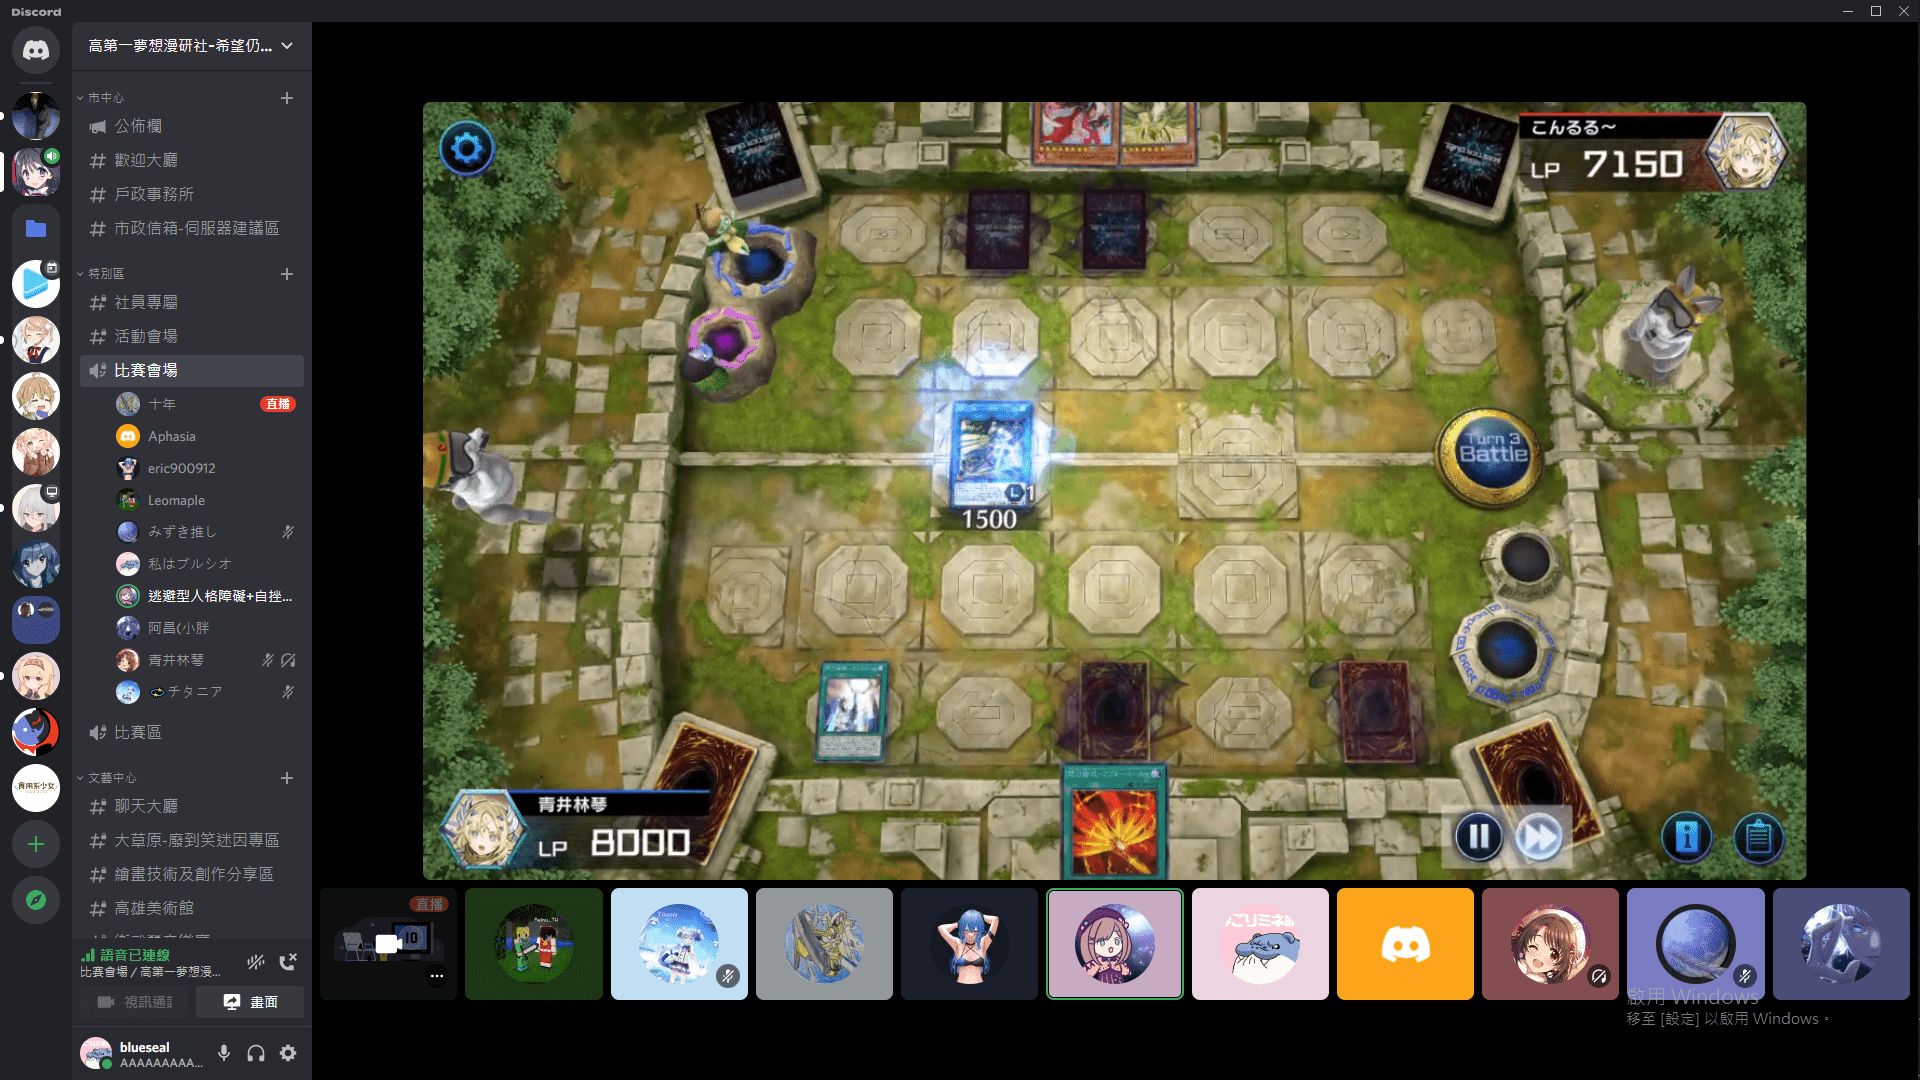 Discord
高第一夢想漫研社-希望仍...
市中心
公佈欄
歡迎大廳
戶政事務所
市政信箱-伺服器建議區
特別區
社員專屬
活動會場
比賽會場
十年
直播
Aphasia
eric900912
Leomaple
みずき推し
私はブルシオ
逃避型人格障礙+自挫...
阿昌(小胖
青井林琴
チタニア
比賽區
文藝中心
聊天大廳
大草原-廢到笑迷因專區
繪畫技術及創作分享區
高雄美術館
語音已連線
比賽會場 / 高第一夢想漫...
視訊通話
畫面
blueseal
AAAAAAAAA...
こんるる～
LP 7150
Turn 3
Battle
L 1
1500
青井林琴
LP 8000
直播
10
Titania
ごりミネ
啟用 Windows
移至 [設定] 以啟用 Windows。